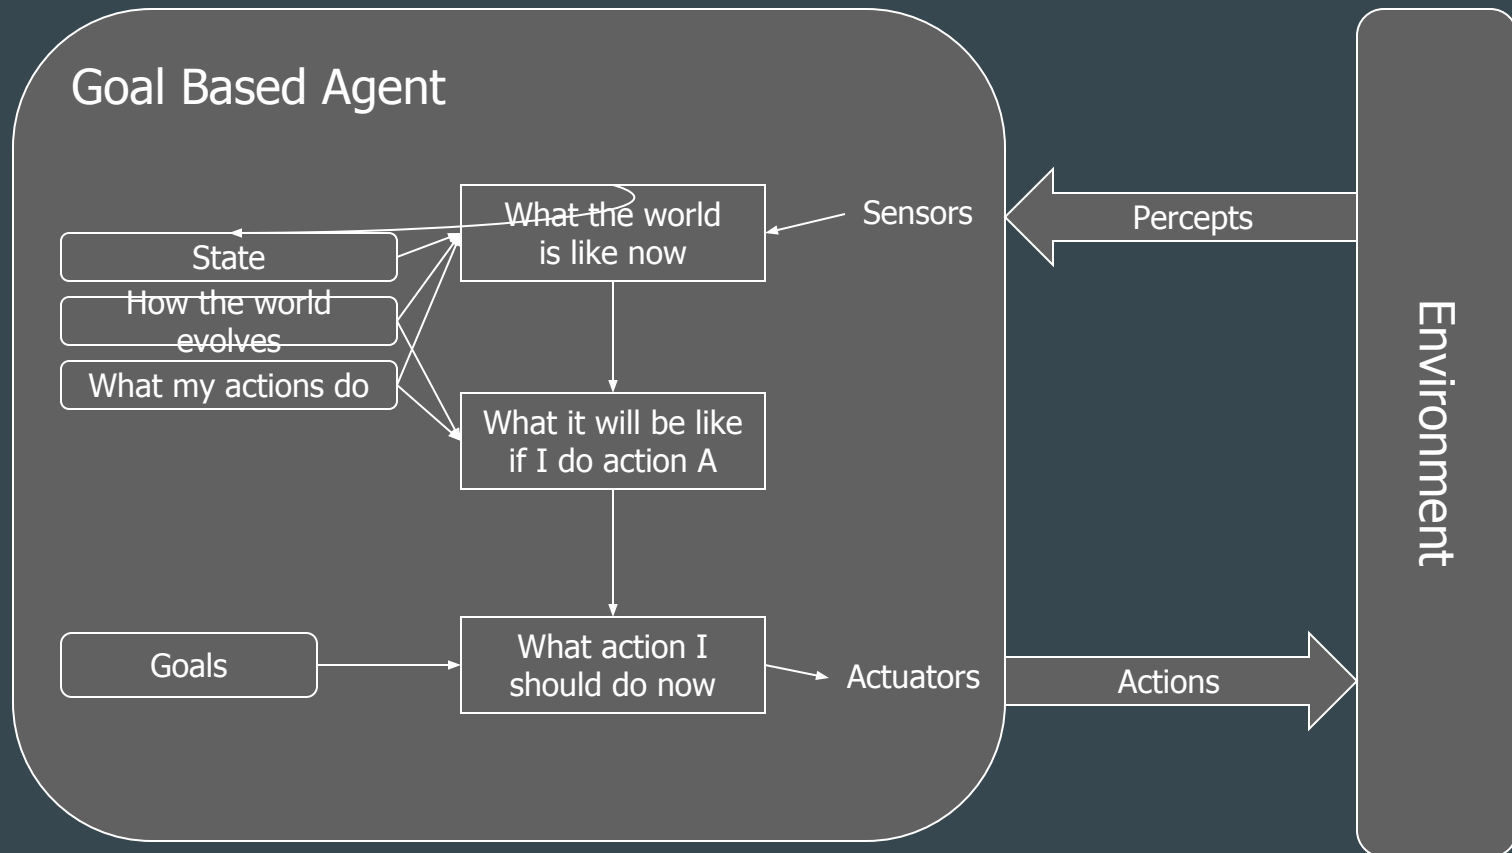 Goal Based Agent
What the world
is like now
Sensors
Percepts
State
How the world
evolves
What my actions do
What it will be like
if I do action A
Environment
Goals
What action I
should do now
Actuators
Actions